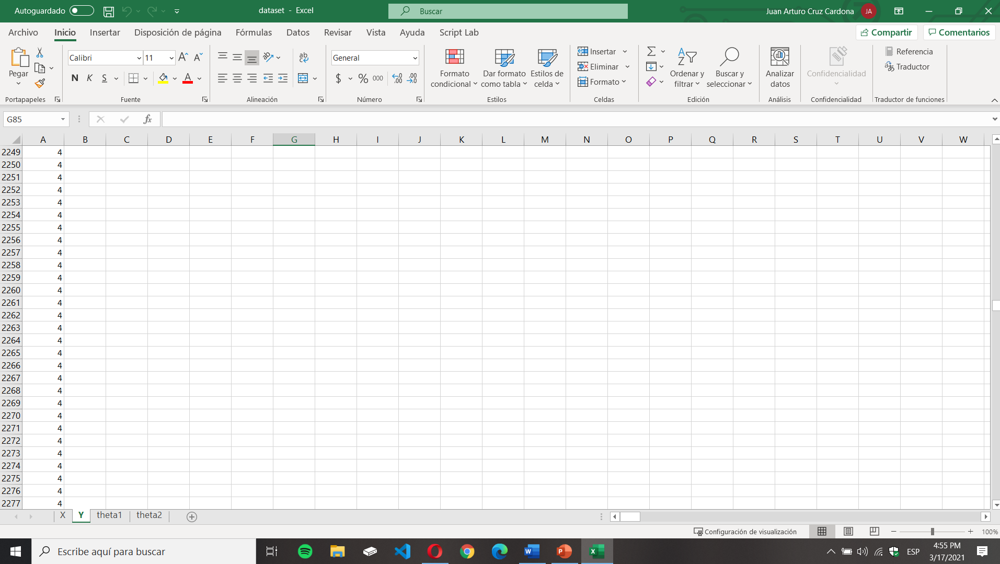 Autoguardado
dataset - Excel
Buscar
Juan Arturo Cruz Cardona
JA
Archivo Inicio Insertar Disposición de página Fórmulas Datos Revisar Vista Ayuda Script Lab
Compartir Comentarios
Pegar
Portapapeles
Calibri 11
N K S
Fuente
ab
Alineación
General
$ % 000
Número
Formato condicional
Dar formato como tabla
Estilos de celda
Estilos
Insertar
Eliminar
Formato
Celdas
Ordenar y filtrar
Buscar y seleccionar
Edición
Analizar datos
Análisis
Confidencialidad
Confidencialidad
Referencia
Traductor
Traductor de funciones
G85
fx
A B C D E F G H I J K L M N O P Q R S T U V W
2249 4
2250 4
2251 4
2252 4
2253 4
2254 4
2255 4
2256 4
2257 4
2258 4
2259 4
2260 4
2261 4
2262 4
2263 4
2264 4
2265 4
2266 4
2267 4
2268 4
2269 4
2270 4
2271 4
2272 4
2273 4
2274 4
2275 4
2276 4
2277 4
X Y theta1 theta2
Configuración de visualización
100%
Escribe aquí para buscar
ESP
4:55 PM
3/17/2021